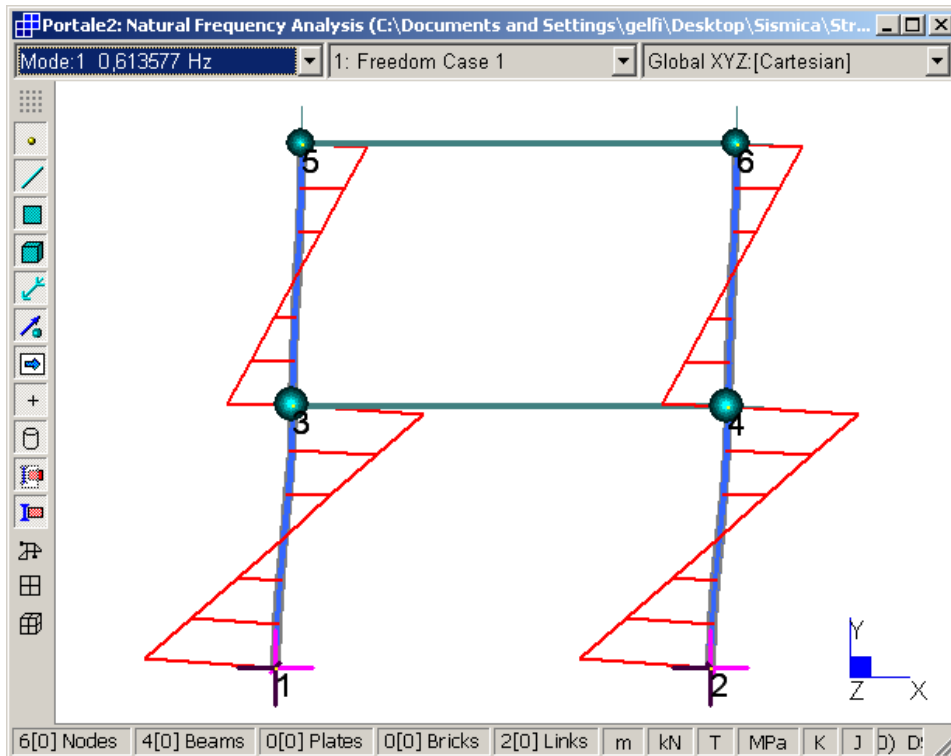 Portale2: Natural Frequency Analysis (C:\Documents and Settings\gelfi\Desktop\Sismica\Str...
Mode:1 0,613577 Hz 1: Freedom Case 1 Global XYZ:[Cartesian]
5 6
3 4
1 2
Y
Z X
6[0] Nodes 4[0] Beams 0[0] Plates 0[0] Bricks 2[0] Links m kN T MPa K J